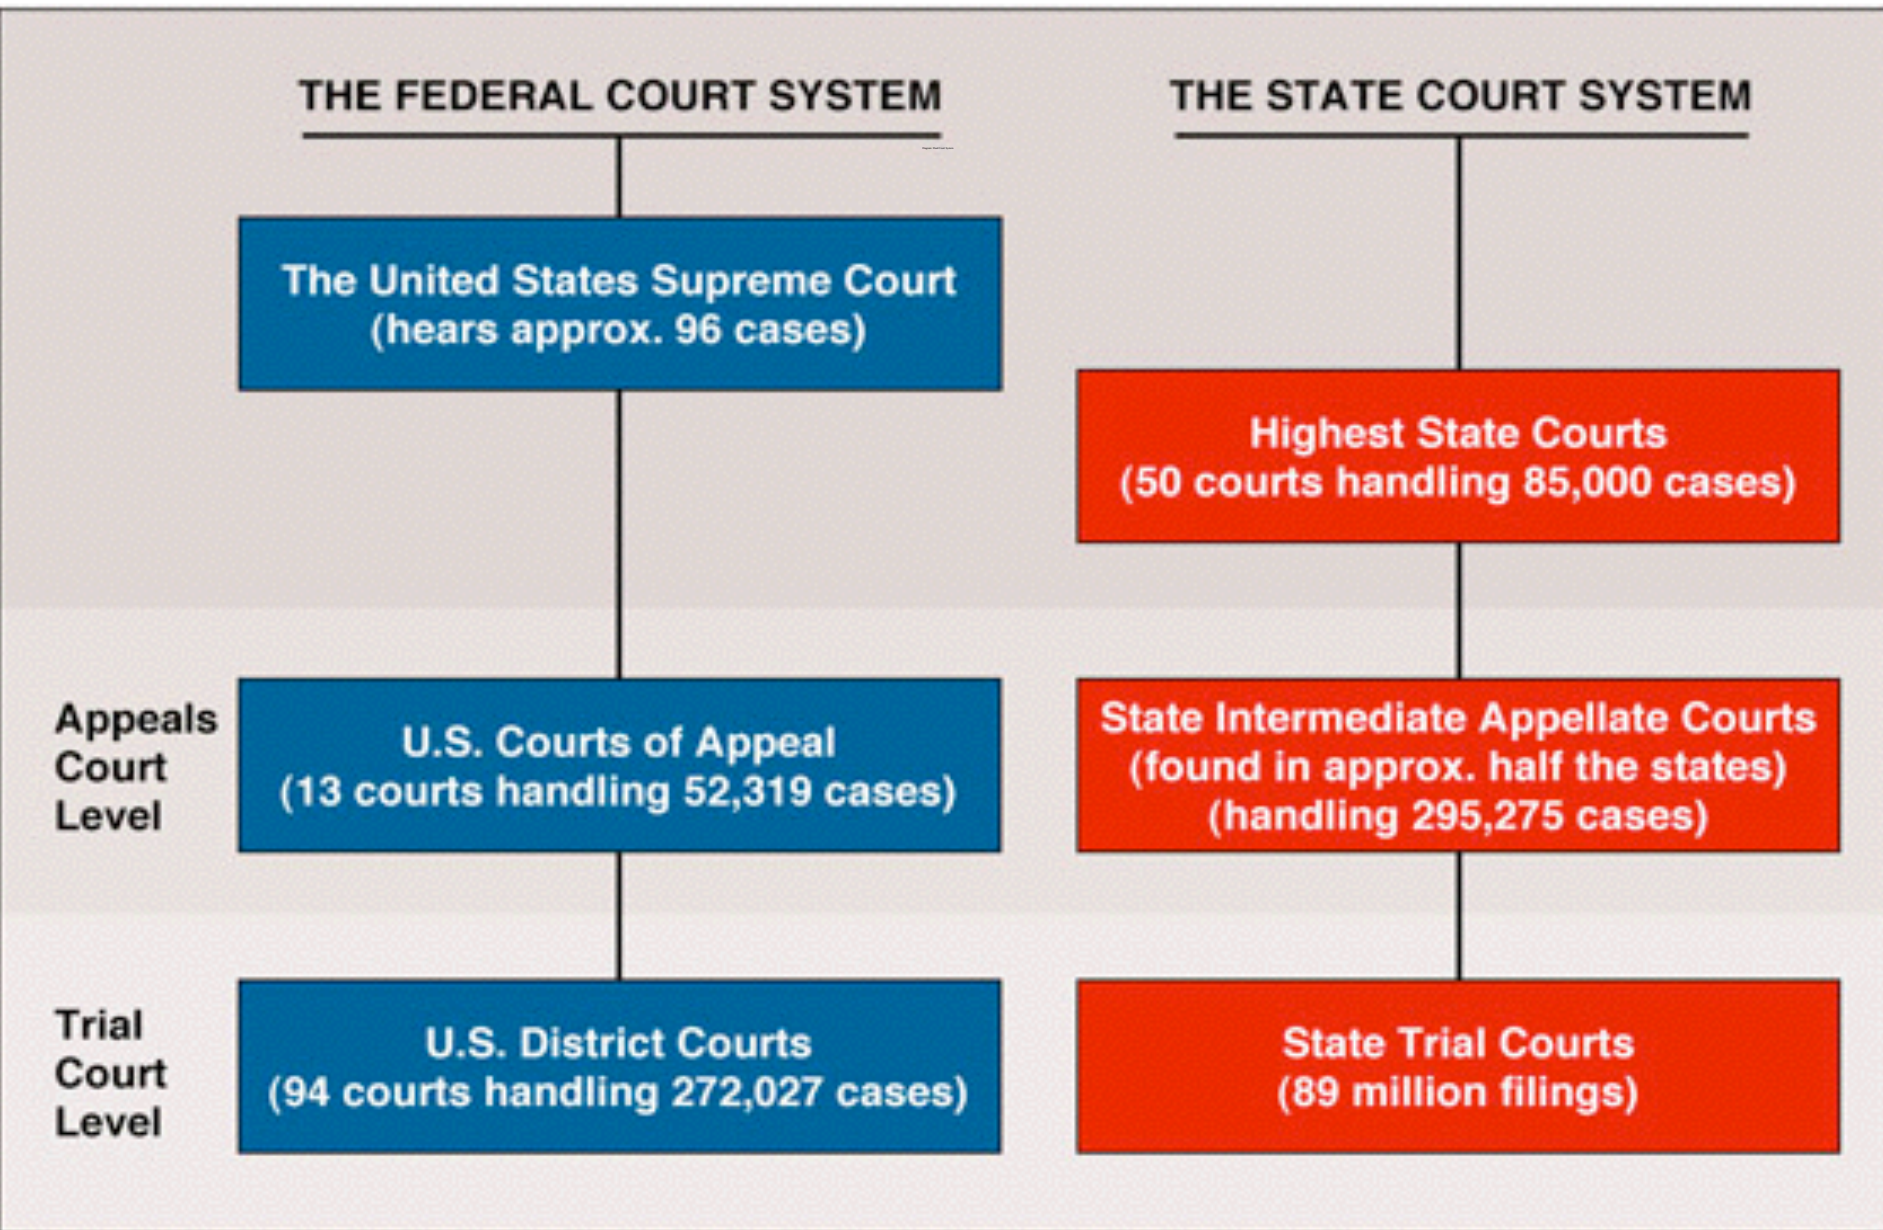 THE FEDERAL COURT SYSTEM
THE STATE COURT SYSTEM
The United States Supreme Court
(hears approx. 96 cases)
Highest State Courts
(50 courts handling 85,000 cases)
Appeals
Court
Level
U.S. Courts of Appeal
(13 courts handling 52,319 cases)
State Intermediate Appellate Courts
(found in approx. half the states)
(handling 295,275 cases)
Trial
Court
Level
U.S. District Courts
(94 courts handling 272,027 cases)
State Trial Courts
(89 million filings)